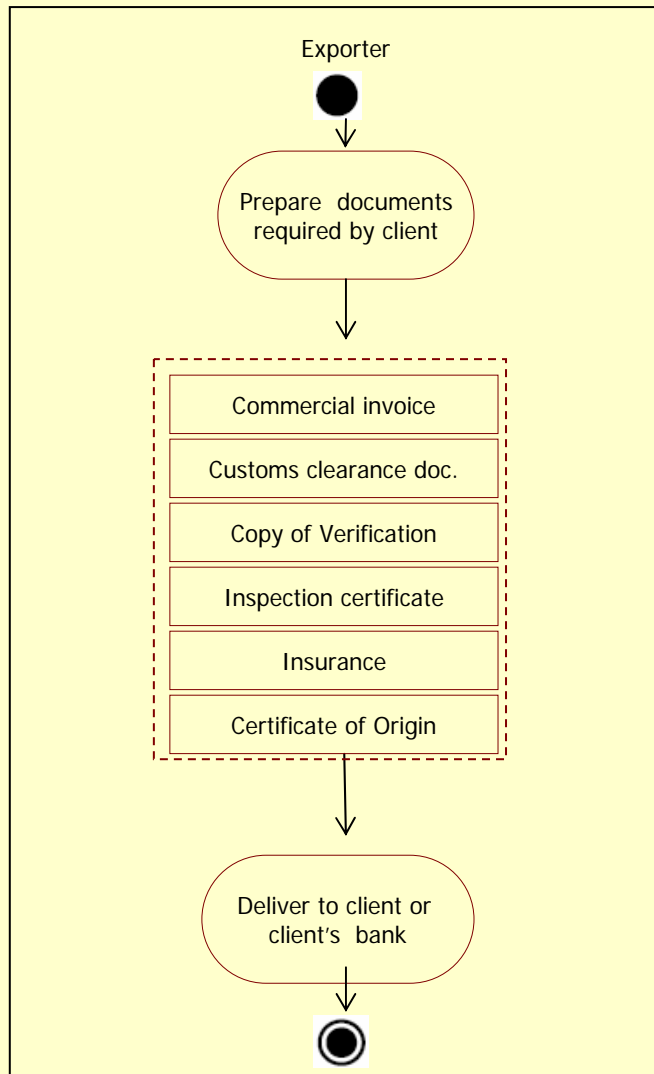 Exporter
Prepare documents
required by client
Commercial invoice
Customs clearance doc.
Copy of Verification
Inspection certificate
Insurance
Certificate of Origin
Deliver to client or
client's bank